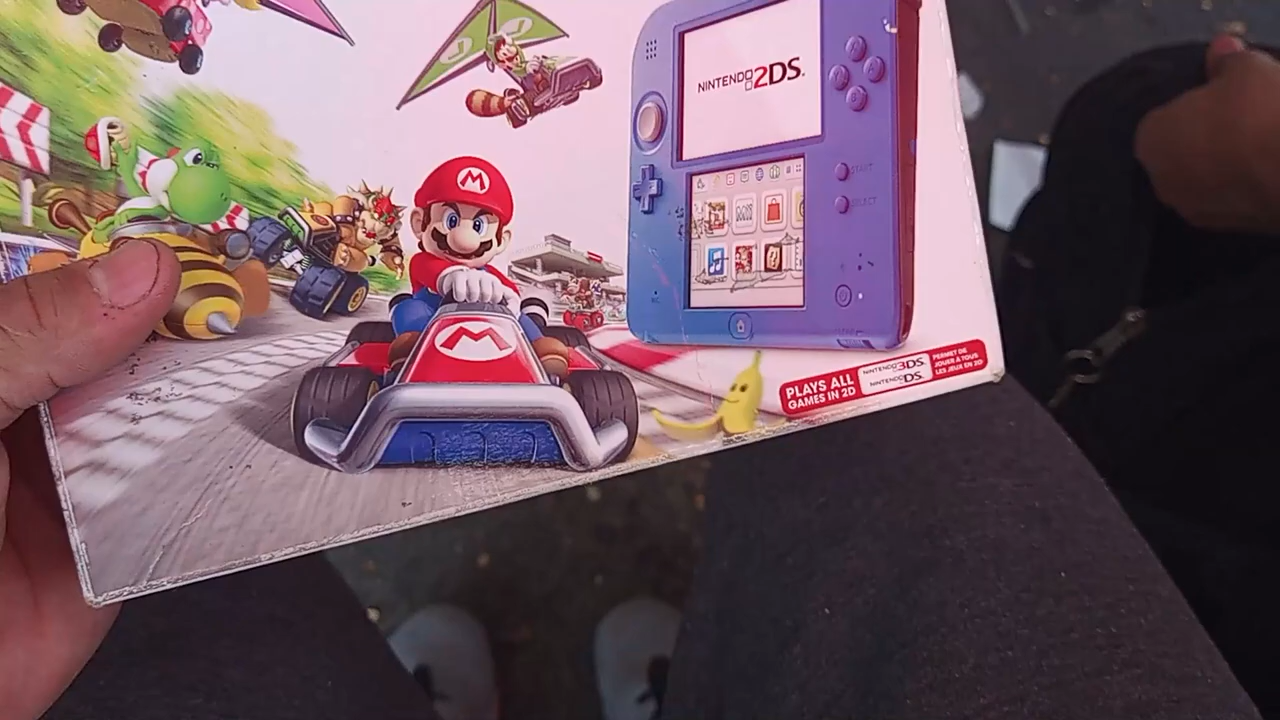 NINTENDO 2DS.
START
SELECT
PLAYS ALL
GAMES IN 2D
NINTENDO 3DS
NINTENDO DS
PERMET DE
JOUER À TOUS
LES JEUX EN 2D
M
M
L